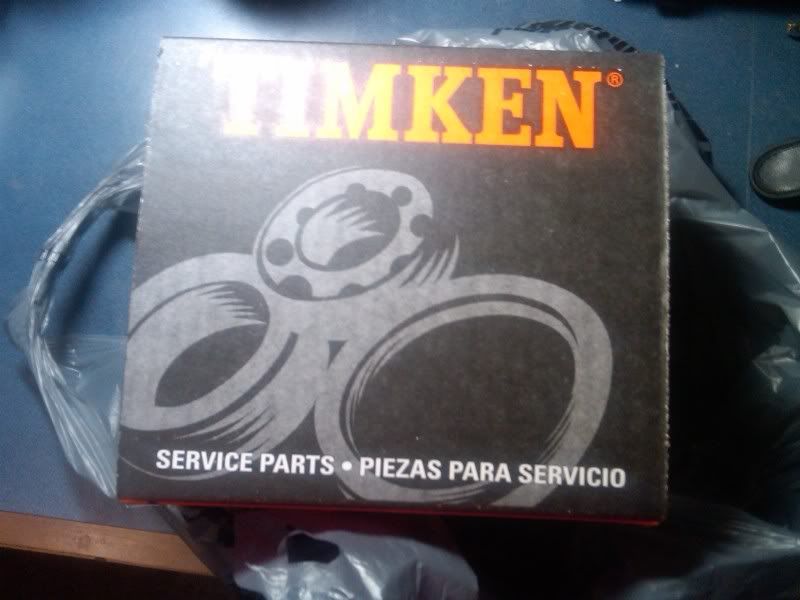 TIMKEN®
SERVICE PARTS • PIEZAS PARA SERVICIO